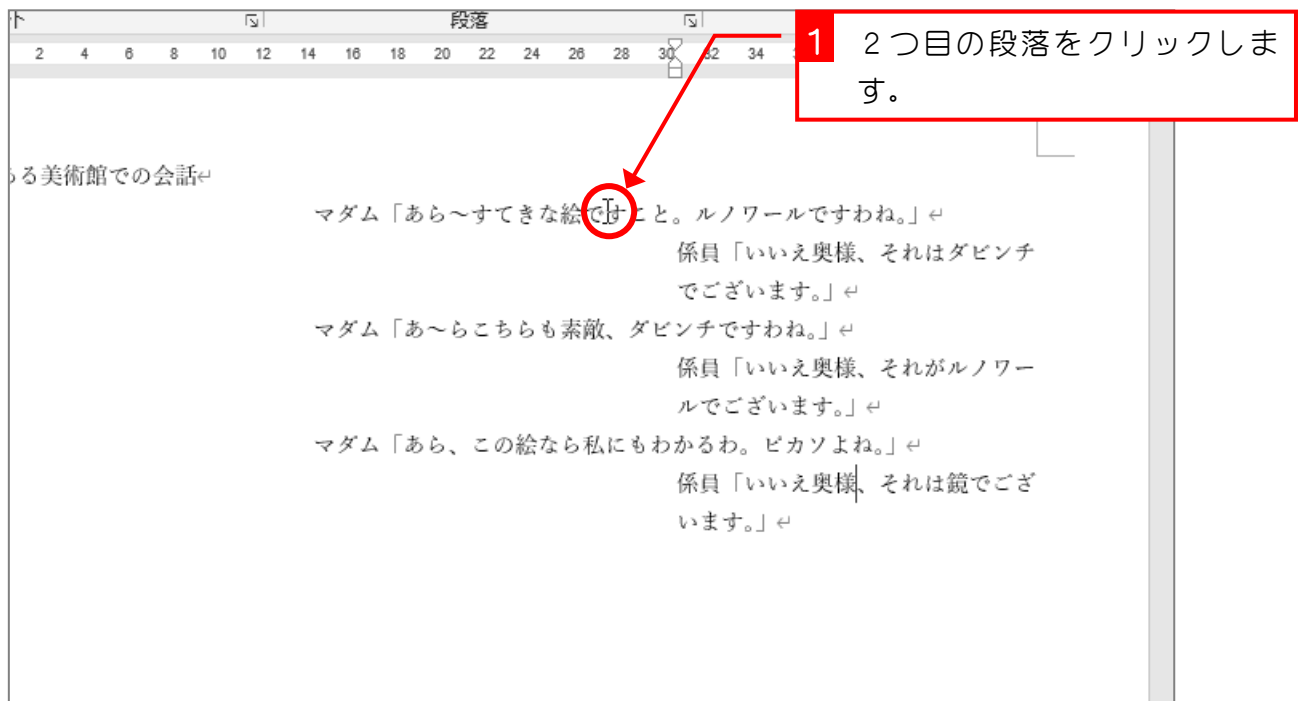 ト 段落
2 4 6 8 10 12 14 16 18 20 22 24 26 28 30 32 34
1 ２つ目の段落をクリックしま
す。
る美術館での会話↵
マダム「あら～すてきな絵ですこと。ルノワールですわね。」↵
係員「いいえ奥様、それはダビンチ
でございます。」↵
マダム「あ～らこちらも素敵、ダビンチですわね。」↵
係員「いいえ奥様、それがルノワー
ルでございます。」↵
マダム「あら、この絵なら私にもわかるわ。ピカソよね。」↵
係員「いいえ奥様、それは鏡でござ
います。」↵